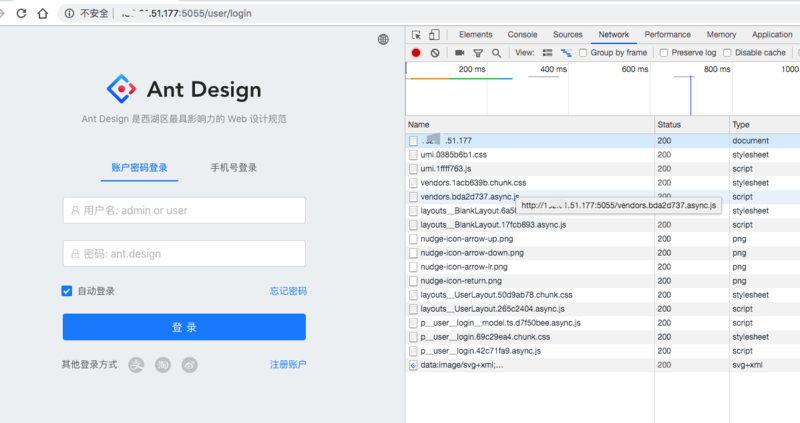 不安全 .51.177:5055/user/login
Ant Design
Ant Design 是西湖区最具影响力的 Web 设计规范
账户密码登录 手机号登录
用户名: admin or user
密码: ant.design
自动登录 忘记密码
登 录
其他登录方式 注册账户
Elements Console Sources Network Performance Memory Application
View: Group by frame Preserve log Disable cache
200 ms 400 ms 600 ms 800 ms 1000
Name Status Type
.51.177 200 document
umi.0385b6b1.css 200 stylesheet
umi.1ffff763.js 200 script
vendors.1acb639b.chunk.css 200 stylesheet
vendors.bda2d737.async.js 200 script
http://1 .51.177:5055/vendors.bda2d737.async.js
layouts__BlankLayout.6a5 stylesheet
layouts__BlankLayout.17fcb893.async.js 200 script
nudge-icon-arrow-up.png 200 png
nudge-icon-arrow-down.png 200 png
nudge-icon-arrow-lr.png 200 png
nudge-icon-return.png 200 png
layouts__UserLayout.50d9ab78.chunk.css 200 stylesheet
layouts__UserLayout.265c2404.async.js 200 script
p__user__login__model.ts.d7f50bee.async.js 200 script
p__user__login.69c29ea4.chunk.css 200 stylesheet
p__user__login.42c71fa9.async.js 200 script
data:image/svg+xml;... 200 svg+xml